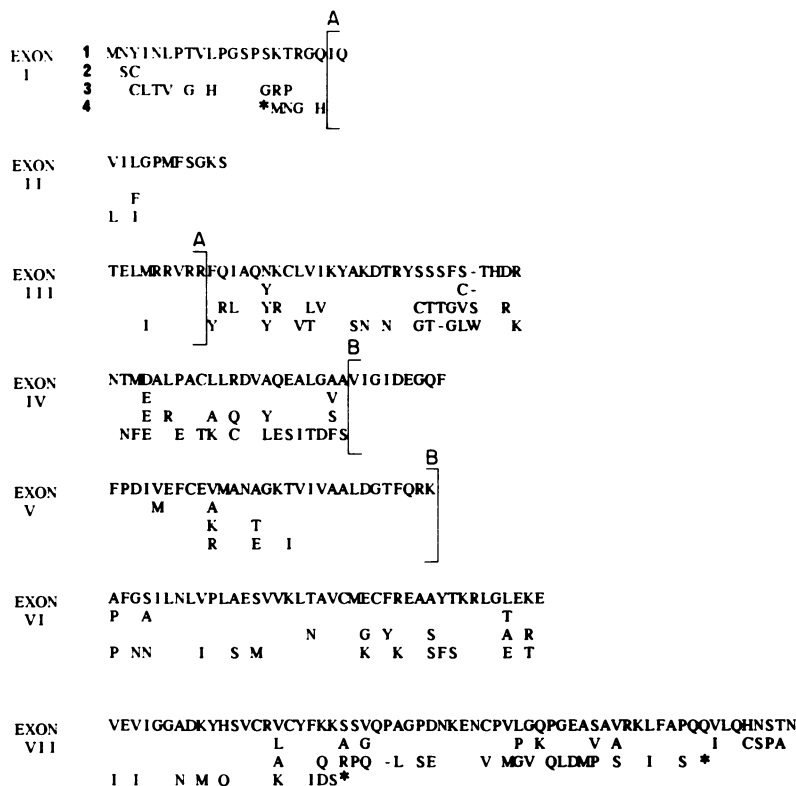 A
EXON 1 MNYINLPTVLPGSPSKTRGQIQ
I 2 SC
3 CLTV G H GRP
4 *MNG H
EXON VILGPMFSGKS
II
F
L I
A
EXON TELMRRVRRFQIAQNKCLVIKYAKDTRYSSSFS-THDR
III Y C-
RL YR LV CTTGVS R
I Y Y VT SN N GT-GLW K
B
EXON NTMDALPACLLRDVAQEALGAAVIGIDEGQF
IV E V
E R A Q Y S
NFE E TK C LESITDFS
B
EXON FPDIVEFCEVMANAGKTVIVAALDGTFQRK
V M A
K T
R E I
EXON AFGSILNLVPLAESVVKLTAVCMECFREAAYTKRLGLEKE
VI P A T
N G Y S A R
P NN I S M K K SFS E T
EXON VEVIGGADKYHSVCRVCYFKKSSVQPAGPDNKENCPVLGQPGEASAVRKLFAPQQVLQHNSTN
VII L A G P K V A I CSPA
A Q RPQ -L SE V MGV QLDMP S I S *
I I N M Q K IDS*